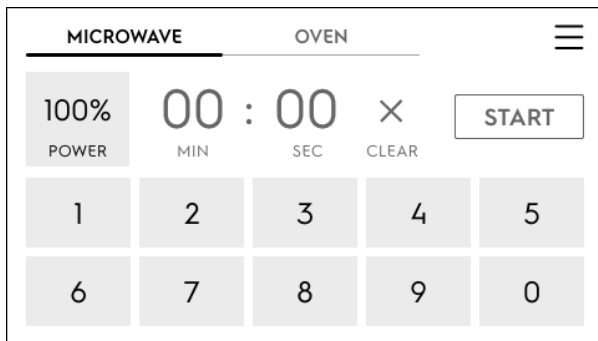 MICROWAVE OVEN
100% 00 : 00 × START
POWER MIN SEC CLEAR
1 2 3 4 5
6 7 8 9 0